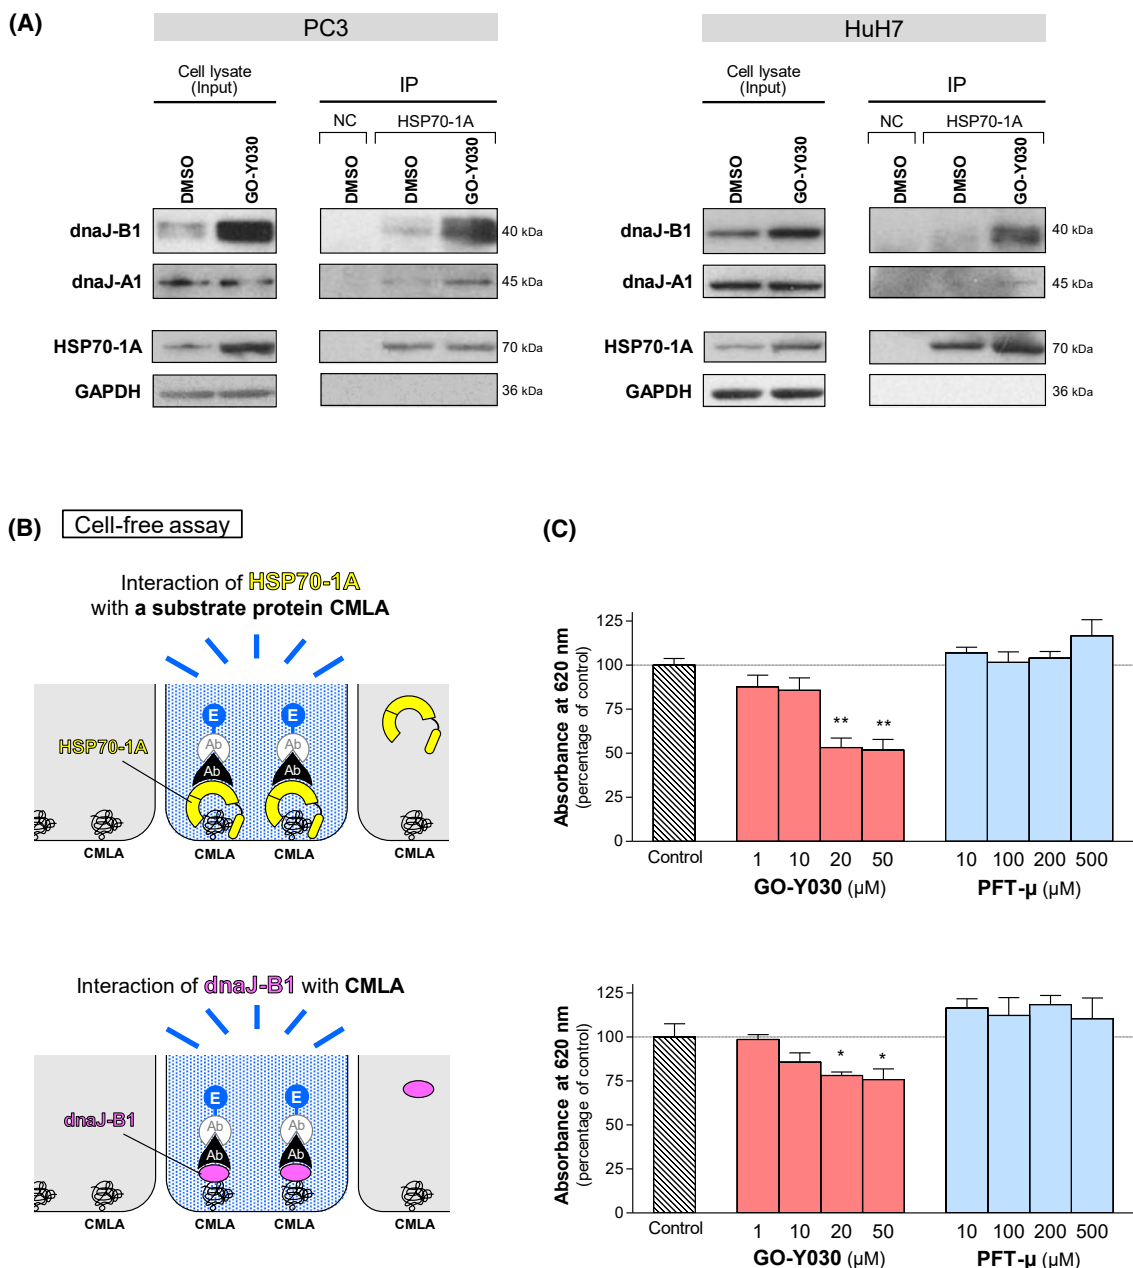 (A)
PC3
Cell lysate
(Input)
IP
NC
HSP70-1A
DMSO
GO-Y030
DMSO
DMSO
GO-Y030
dnaJ-B1
40 kDa
dnaJ-A1
45 kDa
HSP70-1A
70 kDa
GAPDH
36 kDa
HuH7
Cell lysate
(Input)
IP
NC
HSP70-1A
DMSO
GO-Y030
DMSO
DMSO
GO-Y030
dnaJ-B1
40 kDa
dnaJ-A1
45 kDa
HSP70-1A
70 kDa
GAPDH
36 kDa
(B)
Cell-free assay
Interaction of HSP70-1A
with a substrate protein CMLA
E
E
Ab
Ab
Ab
Ab
HSP70-1A
CMLA
CMLA
CMLA
CMLA
Interaction of dnaJ-B1 with CMLA
E
E
Ab
Ab
Ab
Ab
dnaJ-B1
CMLA
CMLA
CMLA
CMLA
(C)
Absorbance at 620 nm
(percentage of control)
125
100
75
50
25
0
** **
Control
1 10 20 50
GO-Y030 (µM)
10 100 200 500
PFT-µ (µM)
Absorbance at 620 nm
(percentage of control)
125
100
75
50
25
0
* *
Control
1 10 20 50
GO-Y030 (µM)
10 100 200 500
PFT-µ (µM)